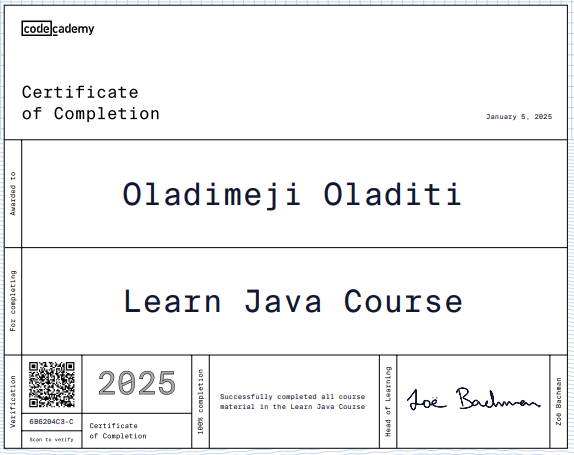 codecademy
Certificate
of Completion
January 5, 2025
Awarded to
Oladimeji Oladiti
For completing
Learn Java Course
Verification
6B6204C3-C
Scan to verify
2025
Certificate
of Completion
100% completion
Successfully completed all course
material in the Learn Java Course
Head of Learning
Zoë Bachman
Zoë Bachman